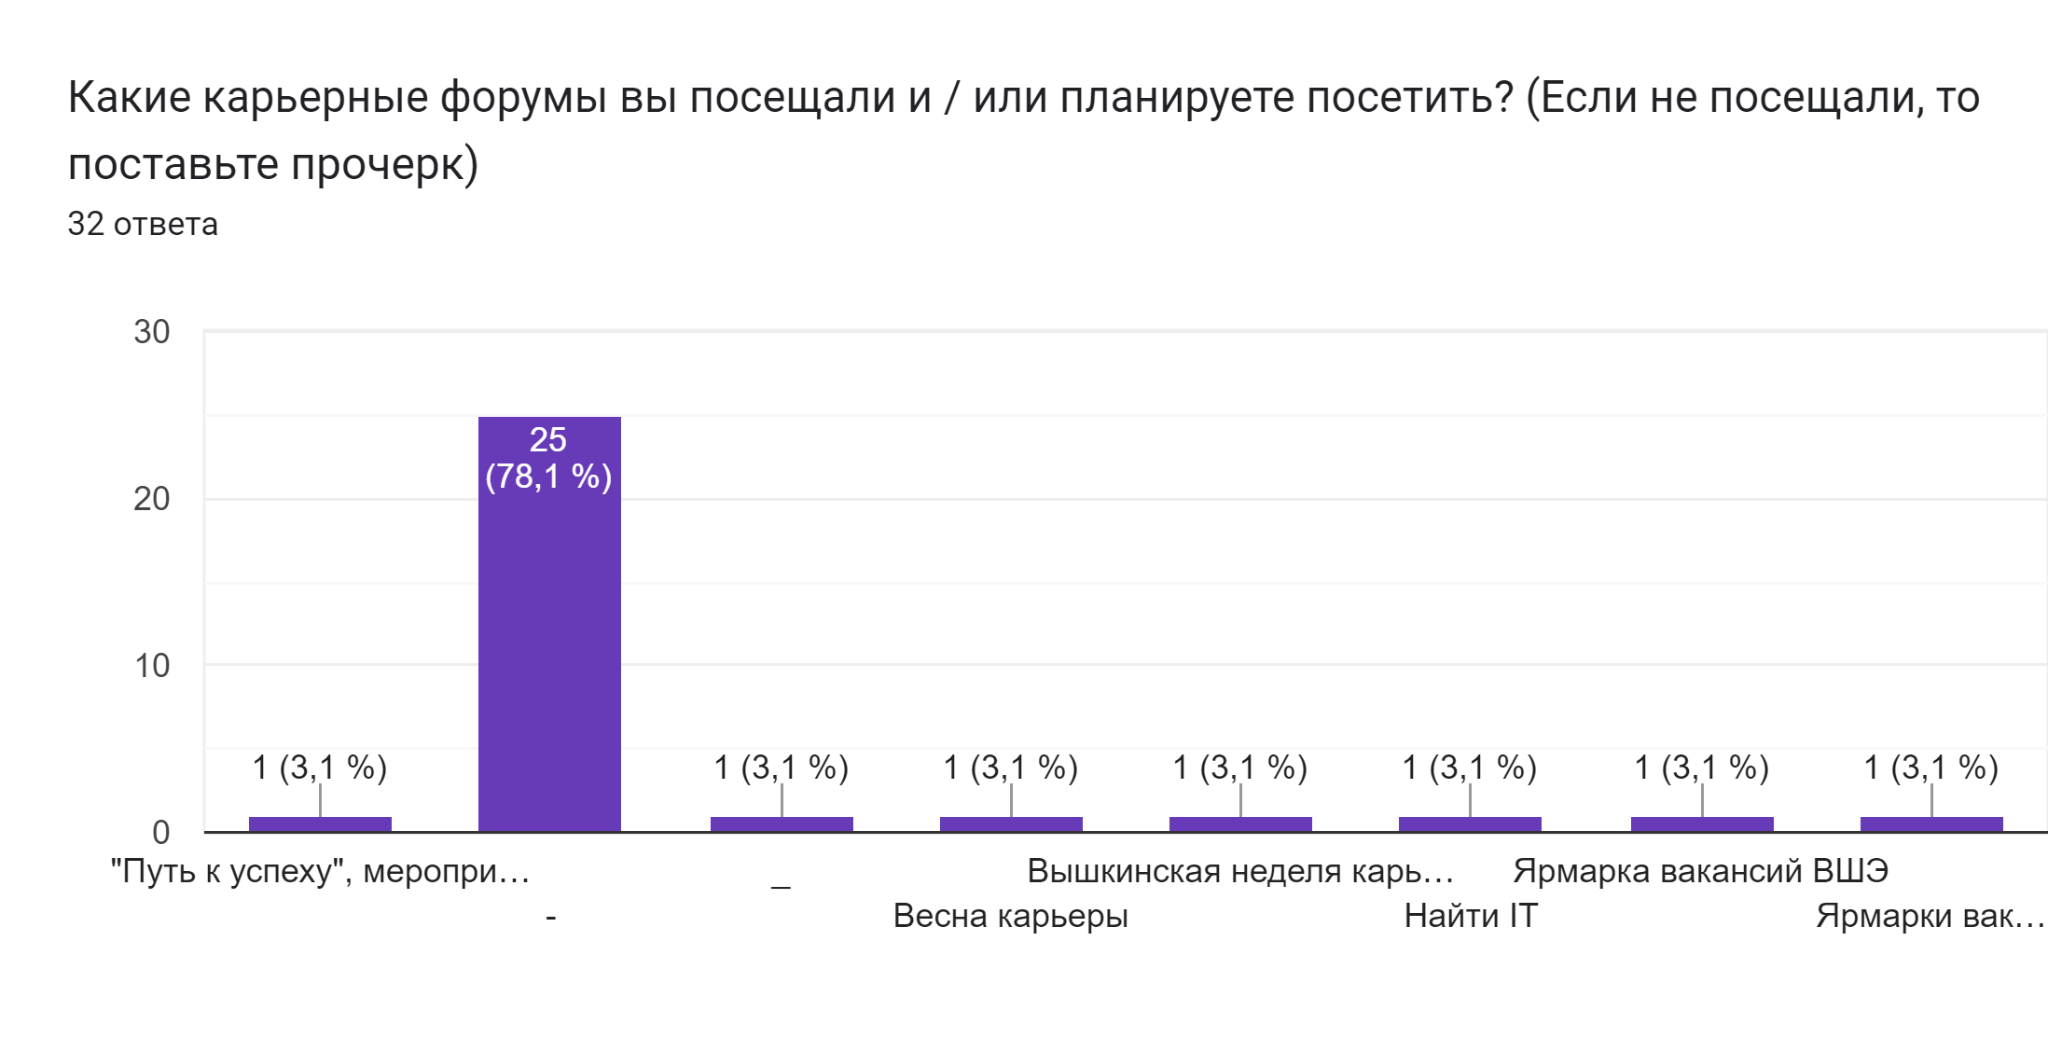 Какие карьерные форумы вы посещали и / или планируете посетить? (Если не посещали, то
поставьте прочерк)
32 ответа
30
20
10
0
1 (3,1 %)
25
(78,1 %)
1 (3,1 %)
1 (3,1 %)
1 (3,1 %)
1 (3,1 %)
1 (3,1 %)
1 (3,1 %)
"Путь к успеху", меропри…
-
_
Весна карьеры
Вышкинская неделя карь…
Найти IT
Ярмарка вакансий ВШЭ
Ярмарки вак…